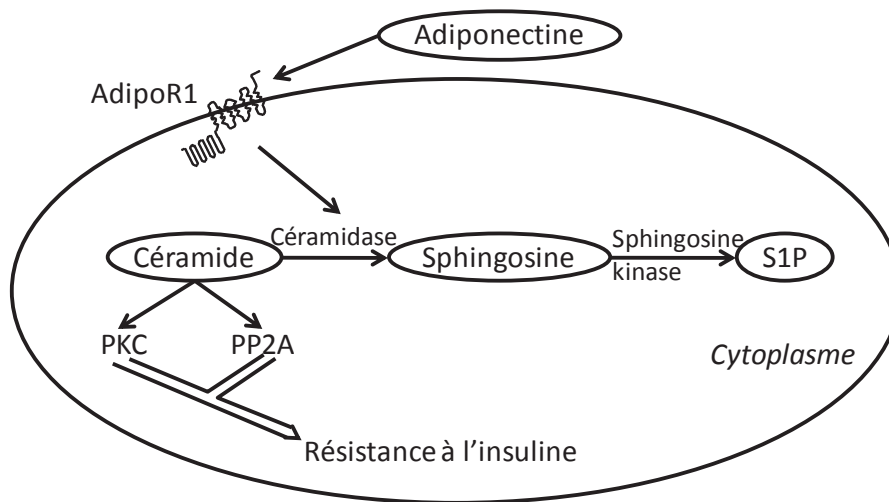 Adiponectine
AdipoR1
Céramidase
Sphingosine
Céramide
Sphingosine
S1P
kinase
PKC
PP2A
Cytoplasme
Résistance à l'insuline